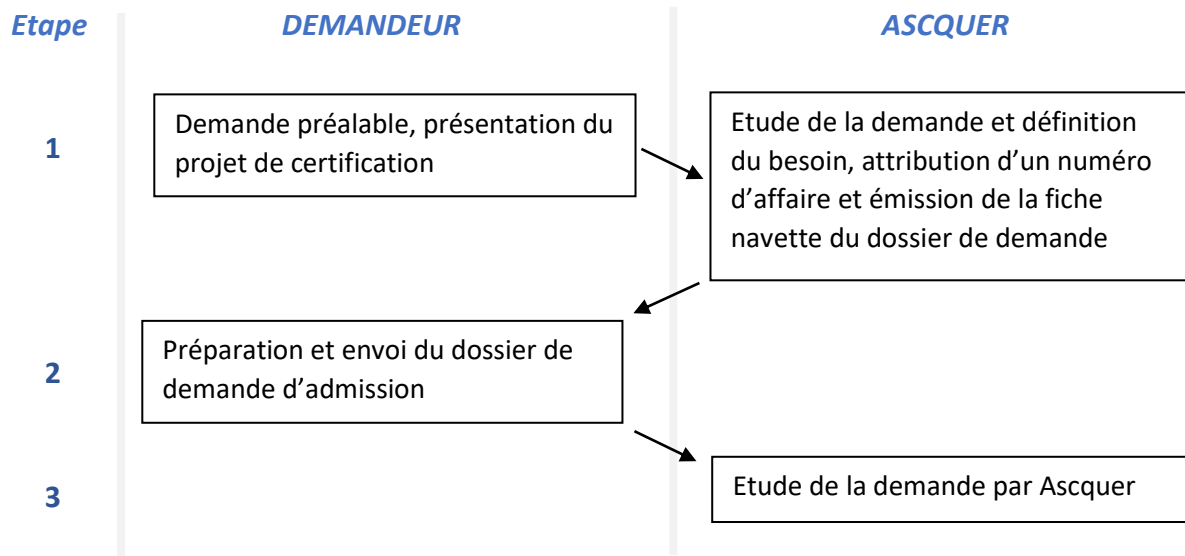 Etape DEMANDEUR ASCQUER
1
Demande préalable, présentation du
projet de certification
Etude de la demande et définition
du besoin, attribution d’un numéro
d’affaire et émission de la fiche
navette du dossier de demande
2
Préparation et envoi du dossier de
demande d’admission
3
Etude de la demande par Ascquer